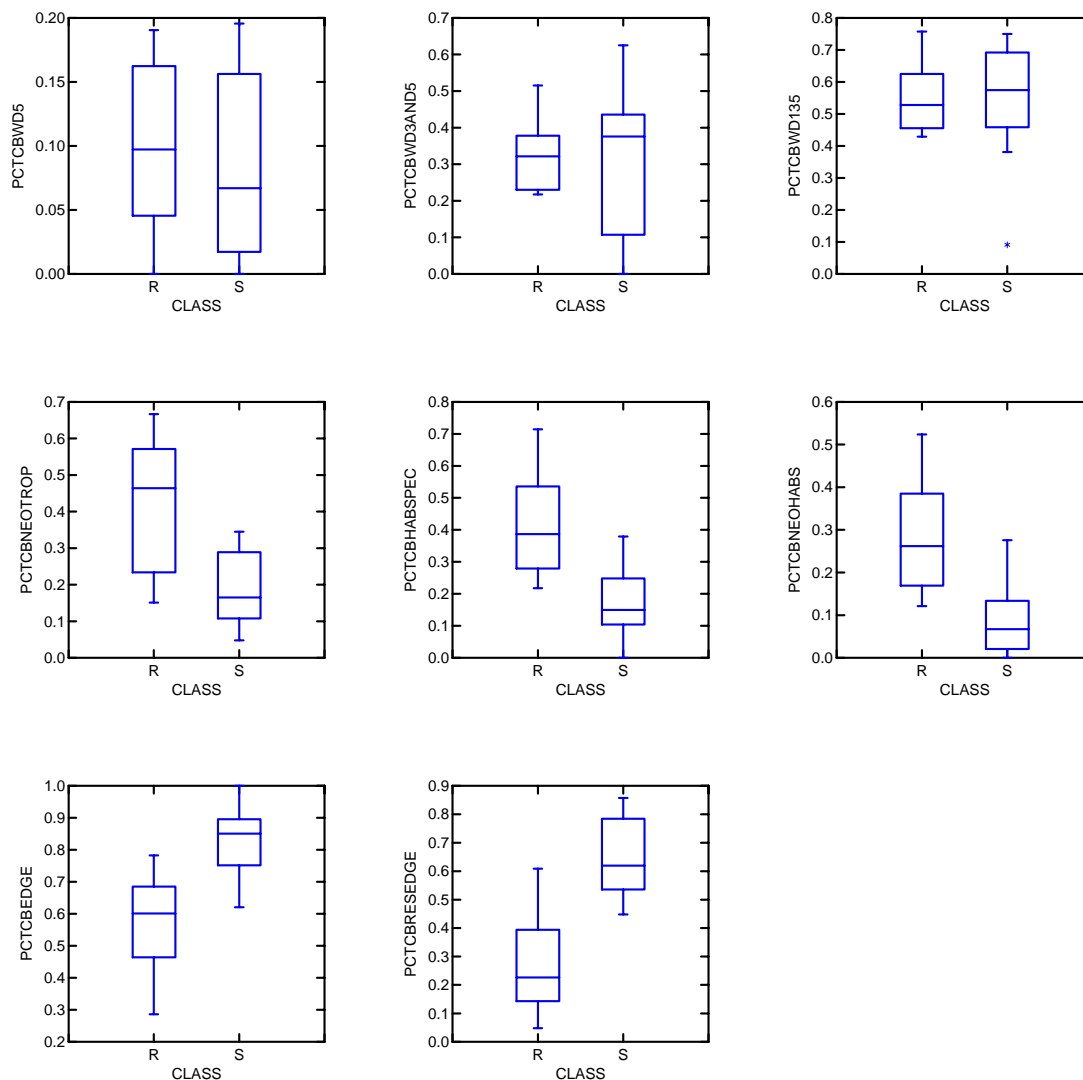 PCTCBWD5
0.20
0.15
0.10
0.05
0.00
R S
CLASS
PCTCBWD3AND5
0.7
0.6
0.5
0.4
0.3
0.2
0.1
0.0
R S
CLASS
PCTCBWD135
0.8
0.7
0.6
0.5
0.4
0.3
0.2
0.1
0.0
*
R S
CLASS
PCTCBNEOTROP
0.7
0.6
0.5
0.4
0.3
0.2
0.1
0.0
R S
CLASS
PCTCBHABSPEC
0.8
0.7
0.6
0.5
0.4
0.3
0.2
0.1
0.0
R S
CLASS
PCTCBNEOHABS
0.6
0.5
0.4
0.3
0.2
0.1
0.0
R S
CLASS
PCTCBEDGE
1.0
0.9
0.8
0.7
0.6
0.5
0.4
0.3
0.2
R S
CLASS
PCTCBRESEDGE
0.9
0.8
0.7
0.6
0.5
0.4
0.3
0.2
0.1
0.0
R S
CLASS